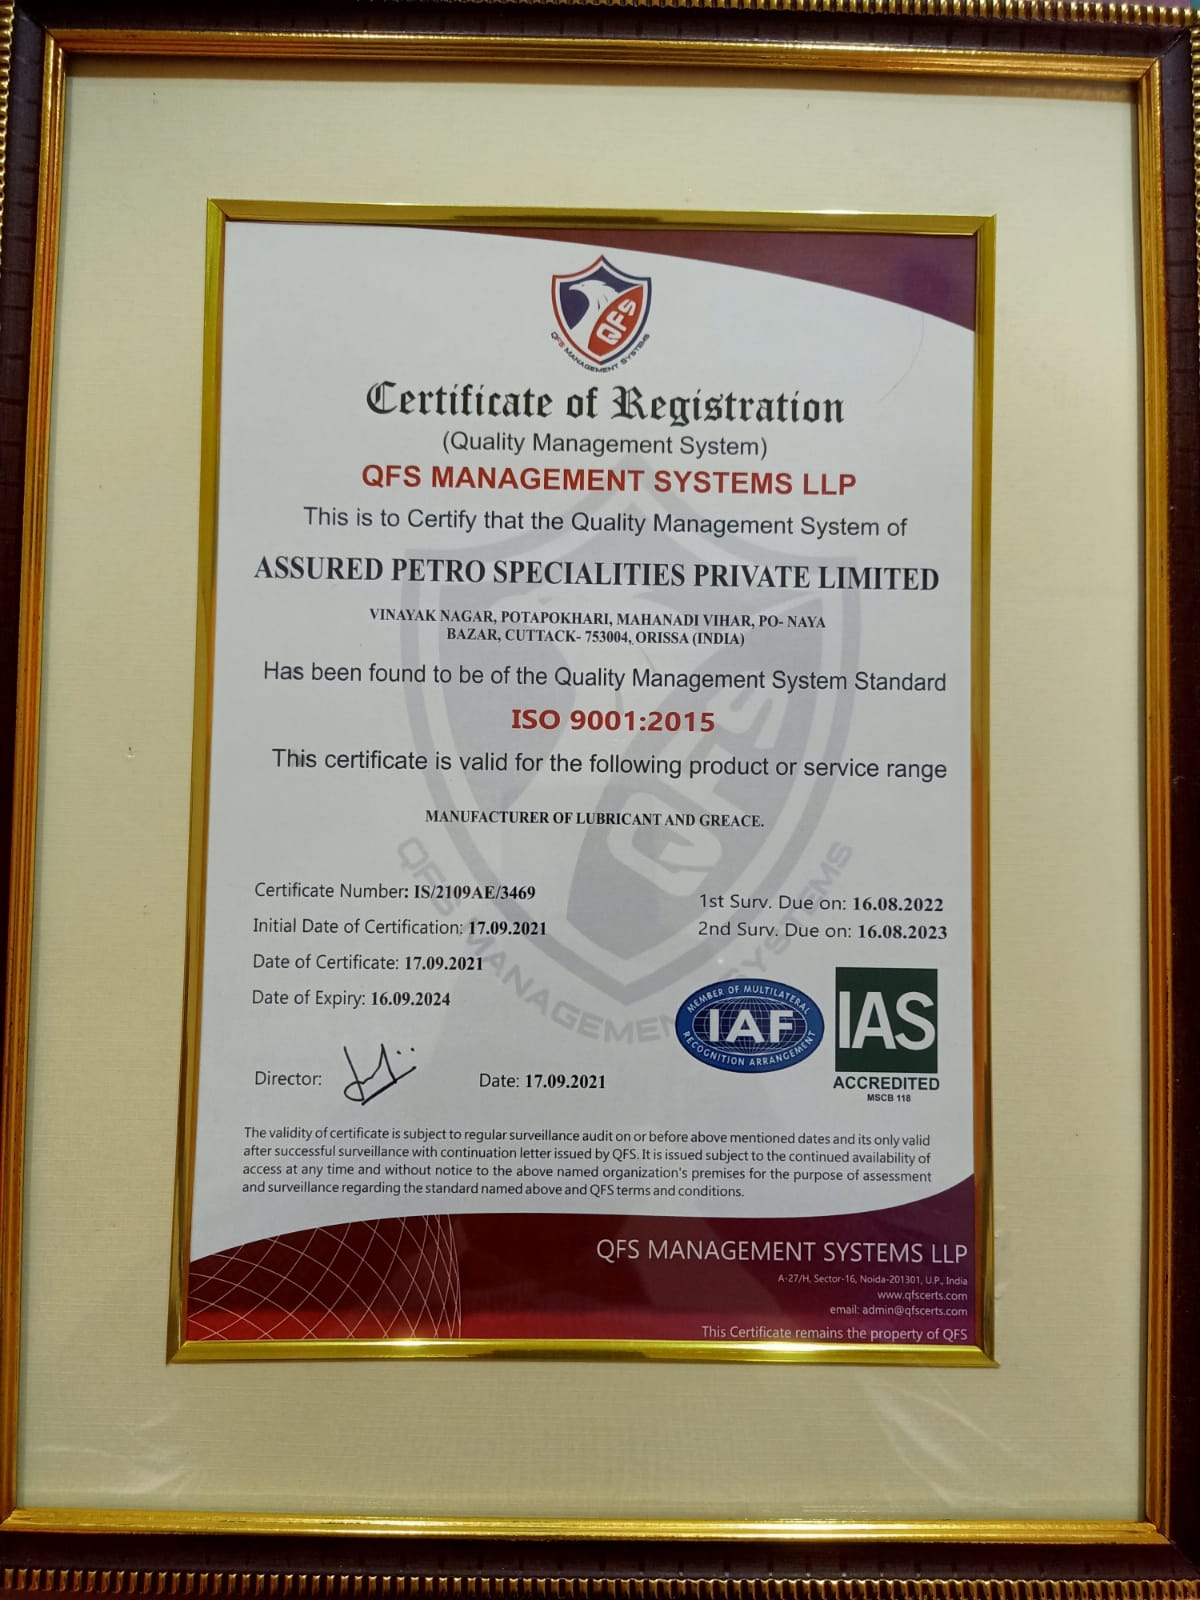 QFS
QFS MANAGEMENT SYSTEMS
Certificate of Registration
(Quality Management System)
QFS MANAGEMENT SYSTEMS LLP
This is to Certify that the Quality Management System of
ASSURED PETRO SPECIALITIES PRIVATE LIMITED
VINAYAK NAGAR, POTAPOKHARI, MAHANADI VIHAR, PO- NAYA
BAZAR, CUTTACK- 753004, ORISSA (INDIA)
Has been found to be of the Quality Management System Standard
ISO 9001:2015
This certificate is valid for the following product or service range
MANUFACTURER OF LUBRICANT AND GREACE.
QFS
QFS MANAGEMENT SYSTEMS
Certificate Number: IS/2109AE/3469
Initial Date of Certification: 17.09.2021
Date of Certificate: 17.09.2021
Date of Expiry: 16.09.2024
1st Surv. Due on: 16.08.2022
2nd Surv. Due on: 16.08.2023
MEMBER OF MULTILATERAL
IAF
RECOGNITION ARRANGEMENT
IAS
ACCREDITED
MSCB 118
Director:
Date: 17.09.2021
The validity of certificate is subject to regular surveillance audit on or before above mentioned dates and its only valid
after successful surveillance with continuation letter issued by QFS. It is issued subject to the continued availability of
access at any time and without notice to the above named organization's premises for the purpose of assessment
and surveillance regarding the standard named above and QFS terms and conditions.
QFS MANAGEMENT SYSTEMS LLP
A-27/H, Sector-16, Noida-201301, U.P., India
www.qfscerts.com
email: admin@qfscerts.com
This Certificate remains the property of QFS